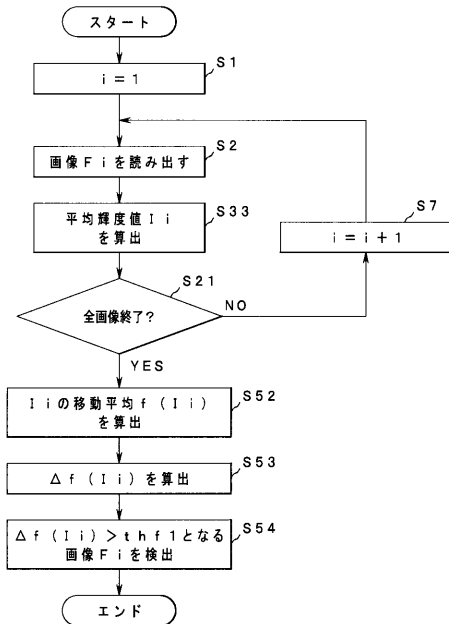 スタート
S1
i = 1
S2
画像Fiを読み出す
S33
平均輝度値Ii
を算出
S7
i = i + 1
S21
全画像終了?
NO
YES
S52
Iiの移動平均f(Ii)
を算出
S53
Δf(Ii)を算出
S54
Δf(Ii)>thf1となる
画像Fiを検出
エンド